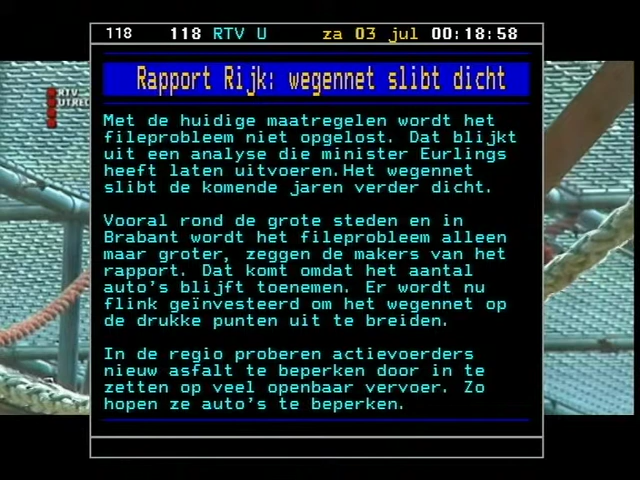 118 118 RTV U za 03 jul 00:18:58
Rapport Rijk: wegennet slibt dicht
RTV
UTREC
Met de huidige maatregelen wordt het
fileprobleem niet opgelost. Dat blijkt
uit een analyse die minister Eurlings
heeft laten uitvoeren.Het wegennet
slibt de komende jaren verder dicht.
Vooral rond de grote steden en in
Brabant wordt het fileprobleem alleen
maar groter, zeggen de makers van het
rapport. Dat komt omdat het aantal
auto's blijft toenemen. Er wordt nu
flink geïnvesteerd om het wegennet op
de drukke punten uit te breiden.
In de regio proberen actievoerders
nieuw asfalt te beperken door in te
zetten op veel openbaar vervoer. Zo
hopen ze auto's te beperken.